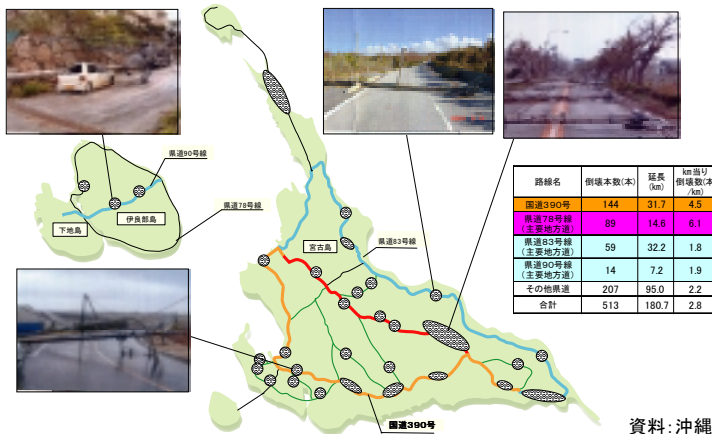 県道90号線
伊良部島
下地島
県道78号線
宮古島
県道83号線
国道390号
路線名 倒壊本数(本) 延長(km) km当り倒壊数(本/km)
国道390号 144 31.7 4.5
県道78号線(主要地方道) 89 14.6 6.1
県道83号線(主要地方道) 59 32.2 1.8
県道90号線(主要地方道) 14 7.2 1.9
その他県道 207 95.0 2.2
合計 513 180.7 2.8
資料:沖縄